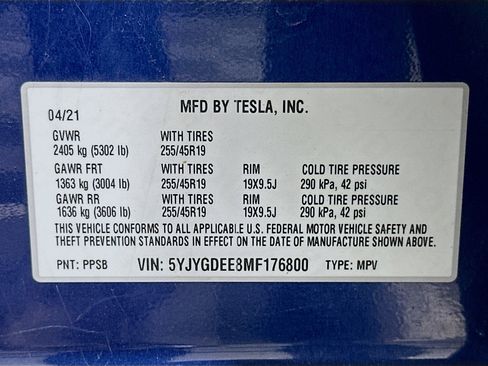 MFD BY TESLA, INC.
04/21
GVWR WITH TIRES
2405 kg (5302 lb) 255/45R19
GAWR FRT WITH TIRES RIM COLD TIRE PRESSURE
1363 kg (3004 lb) 255/45R19 19X9.5J 290 kPa, 42 psi
GAWR RR WITH TIRES RIM COLD TIRE PRESSURE
1636 kg (3606 lb) 255/45R19 19X9.5J 290 kPa, 42 psi
THIS VEHICLE CONFORMS TO ALL APPLICABLE U.S. FEDERAL MOTOR VEHICLE SAFETY AND
THEFT PREVENTION STANDARDS IN EFFECT ON THE DATE OF MANUFACTURE SHOWN ABOVE.
PNT: PPSB VIN: 5YJYGDEE8MF176800 TYPE: MPV